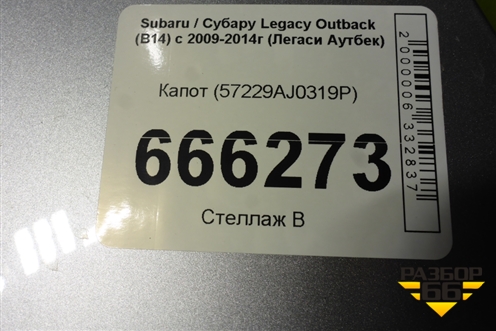 Subaru / Субару Legacy Outback
(B14) с 2009-2014г (Легаси Аутбек)
Капот (57229AJ0319P)
666273
Стеллаж В
2000006332837
РАЗБОР
66